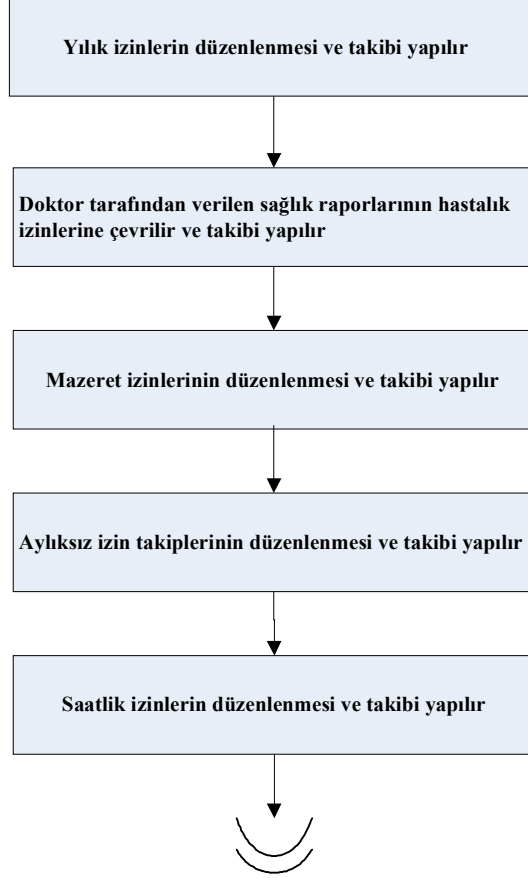 Yılık izinlerin düzenlenmesi ve takibi yapılır
Doktor tarafından verilen sağlık raporlarının hastalık
izinlerine çevrilir ve takibi yapılır
Mazeret izinlerinin düzenlenmesi ve takibi yapılır
Aylıksız izin takiplerinin düzenlenmesi ve takibi yapılır
Saatlik izinlerin düzenlenmesi ve takibi yapılır